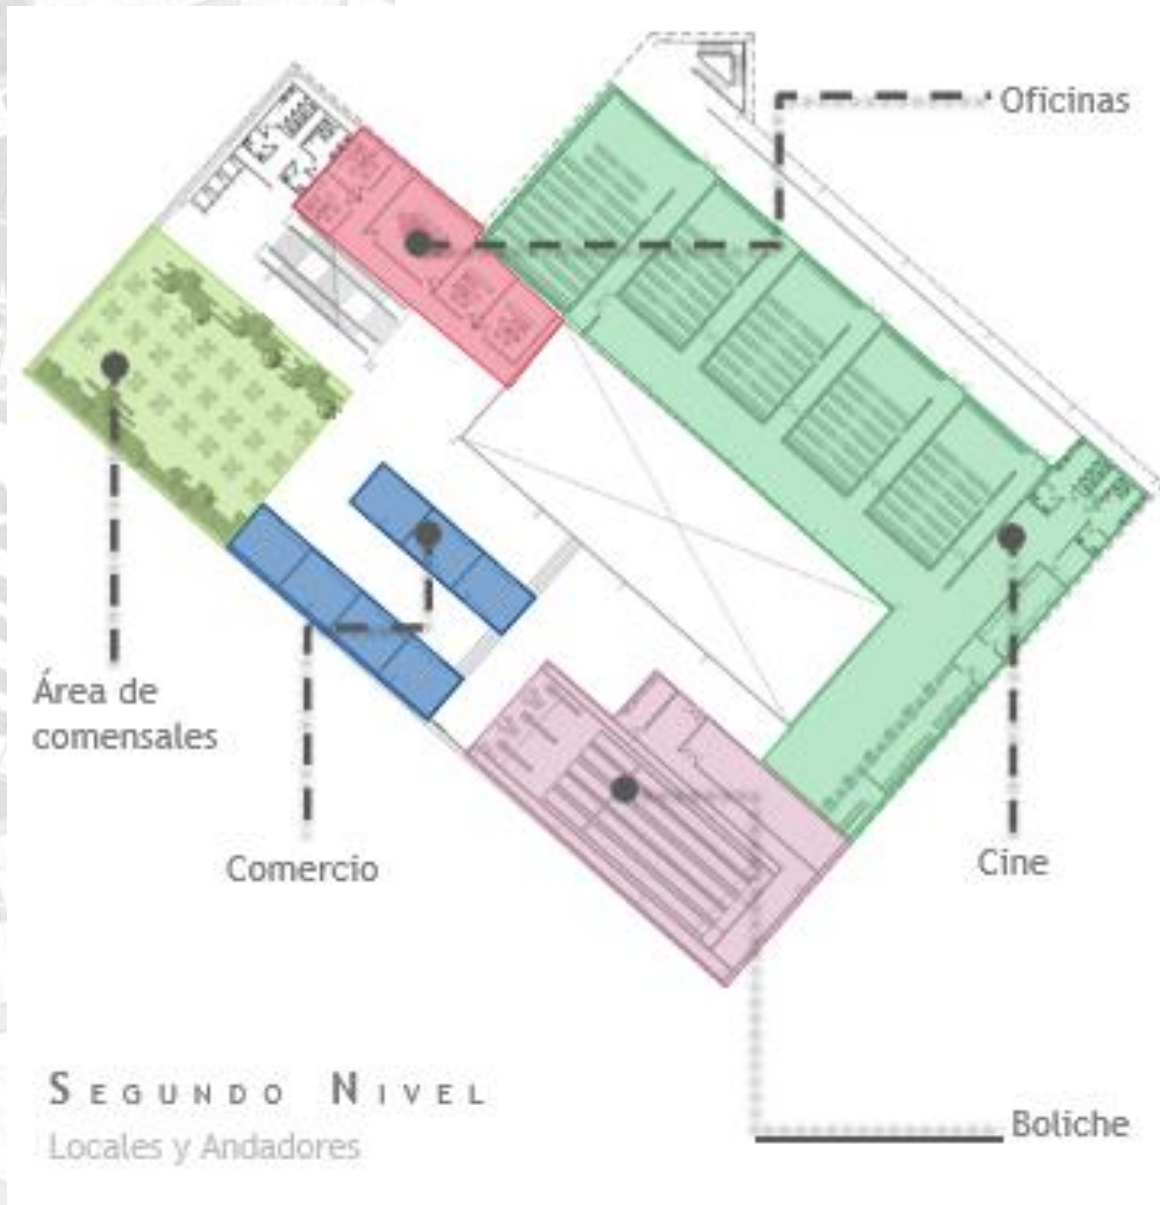 Oficinas
Área de
comensales
Comercio
Cine
Boliche
SEGUNDO NIVEL
Locales y Andadores